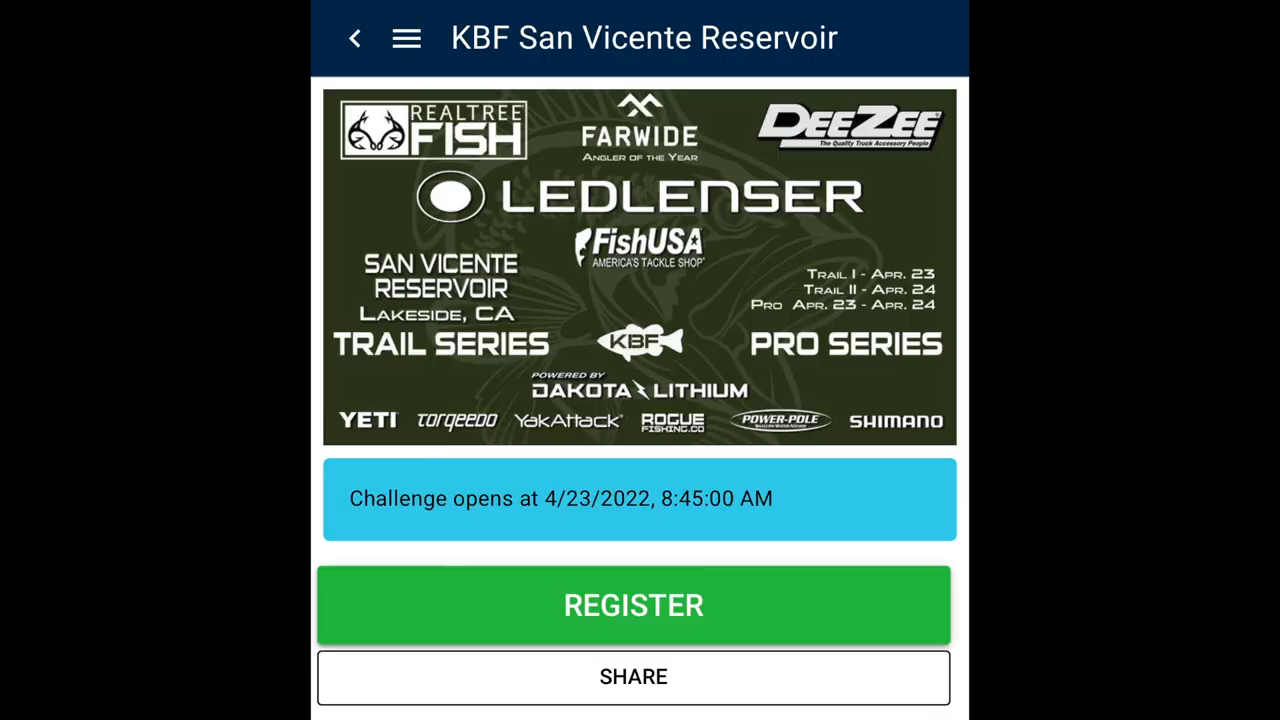 KBF San Vicente Reservoir
REALTREE
FISH
FARWIDE
ANGLER OF THE YEAR
DEEZEE
The Quality Truck Accessory People
LEDLENSER
FishUSA
AMERICA'S TACKLE SHOP
SAN VICENTE
RESERVOIR
LAKESIDE, CA
TRAIL I - APR. 23
TRAIL II - APR. 24
PRO APR. 23 - APR. 24
TRAIL SERIES
KBF
PRO SERIES
POWERED BY
DAKOTA LITHIUM
YETI
TORQEEDO
YakAttack
ROGUE
FISHING.CO
POWER-POLE
SHIMANO
Challenge opens at 4/23/2022, 8:45:00 AM
REGISTER
SHARE